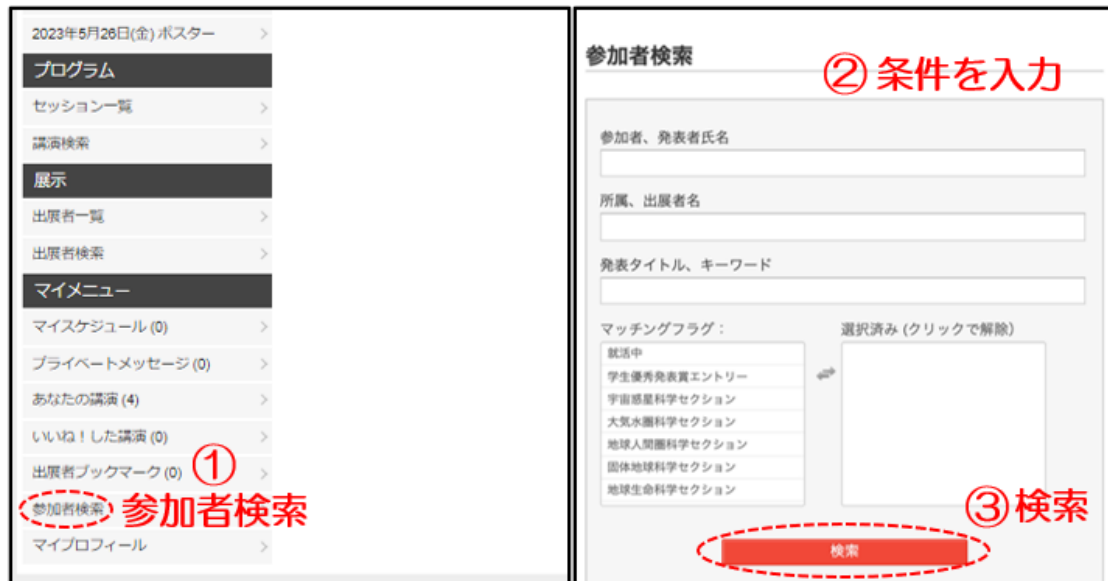 2023年5月26日(金) ポスター
プログラム
セッション一覧
講演検索
展示
出展者一覧
出展者検索
マイメニュー
マイスケジュール (0)
プライベートメッセージ (0)
あなたの講演 (4)
いいね！した講演 (0)
出展者ブックマーク (0)
①
参加者検索
参加者検索
マイプロフィール
参加者検索
② 条件を入力
参加者、発表者氏名
所属、出展者名
発表タイトル、キーワード
マッチングフラグ：
選択済み (クリックで解除)
就活中
学生優秀発表賞エントリー
宇宙惑星科学セクション
大気水圏科学セクション
地球人間圏科学セクション
固体地球科学セクション
地球生命科学セクション
③ 検索
検索